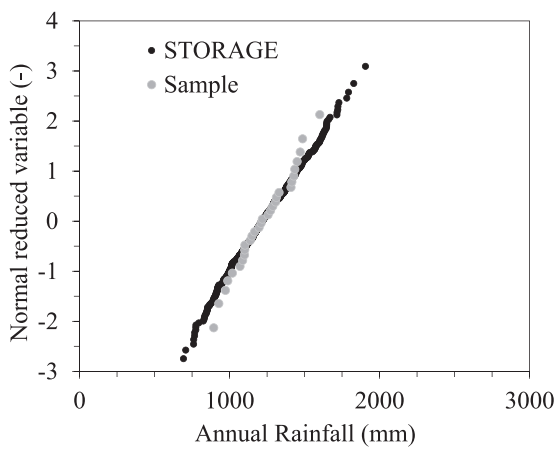 4
3
2
1
0
-1
-2
-3
Normal reduced variable (-)
STORAGE
Sample
0 1000 2000 3000
Annual Rainfall (mm)